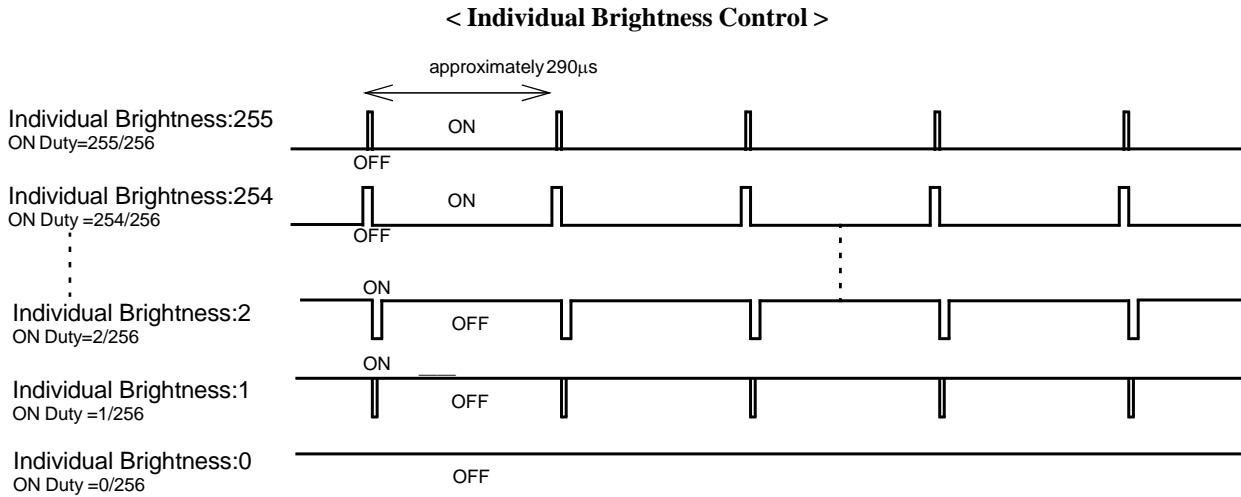 < Individual Brightness Control >
approximately 290μs
Individual Brightness:255
ON Duty=255/256
ON
OFF
Individual Brightness:254
ON Duty =254/256
ON
OFF
ON
Individual Brightness:2
ON Duty=2/256
OFF
ON
Individual Brightness:1
ON Duty =1/256
OFF
Individual Brightness:0
ON Duty =0/256
OFF